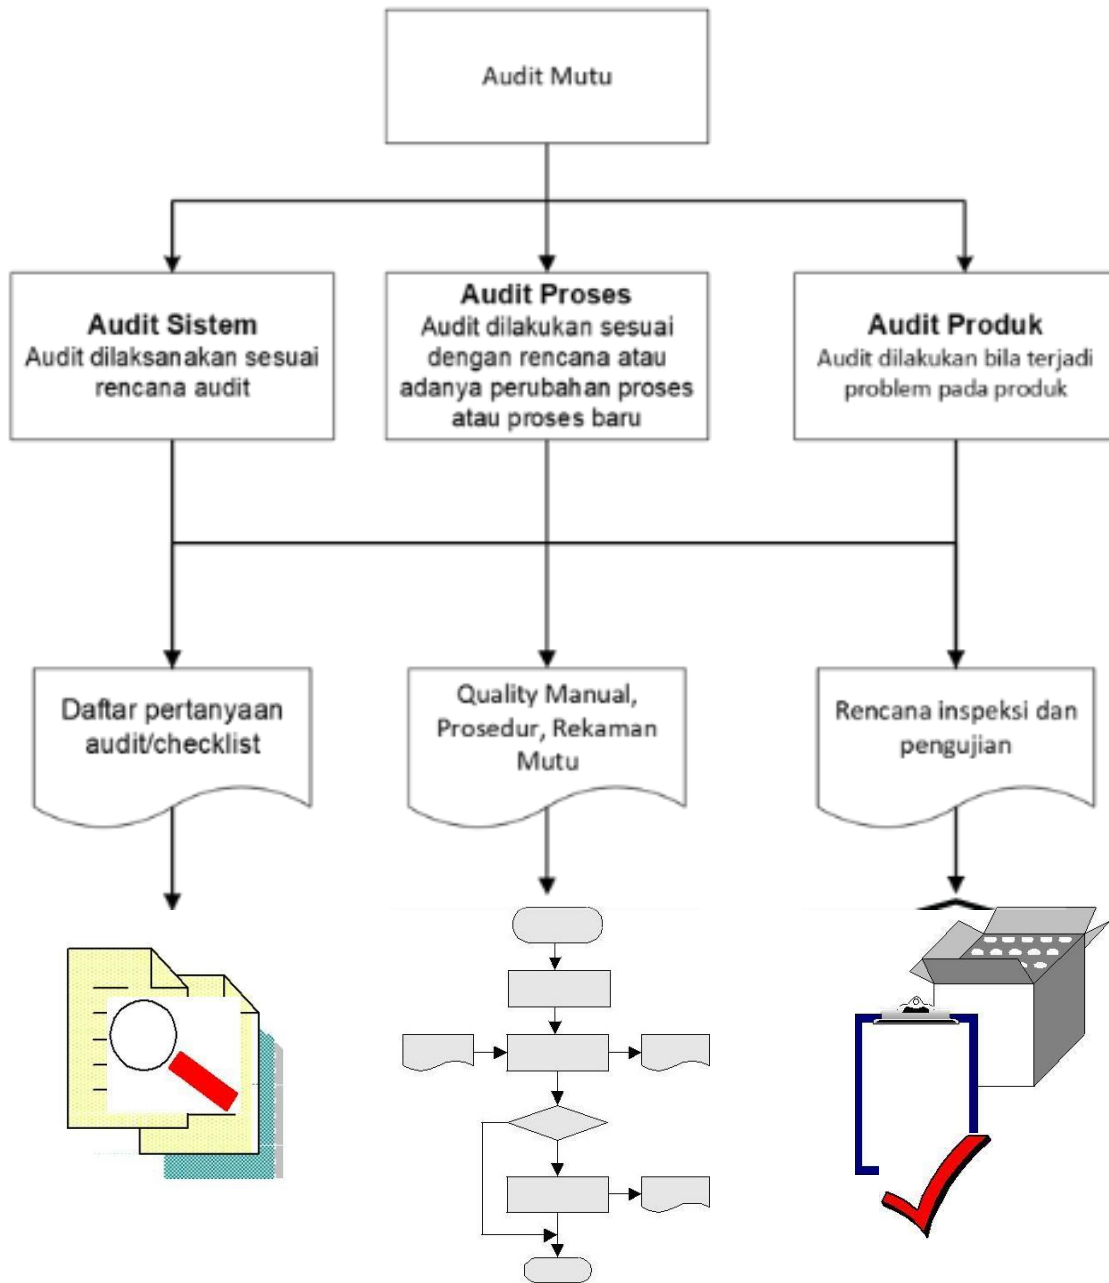 Audit Mutu
Audit Sistem
Audit dilaksanakan sesuai
rencana audit
Audit Proses
Audit dilakukan sesuai
dengan rencana atau
adanya perubahan proses
atau proses baru
Audit Produk
Audit dilakukan bila terjadi
problem pada produk
Daftar pertanyaan
audit/checklist
Quality Manual,
Prosedur, Rekaman
Mutu
Rencana inspeksi dan
pengujian